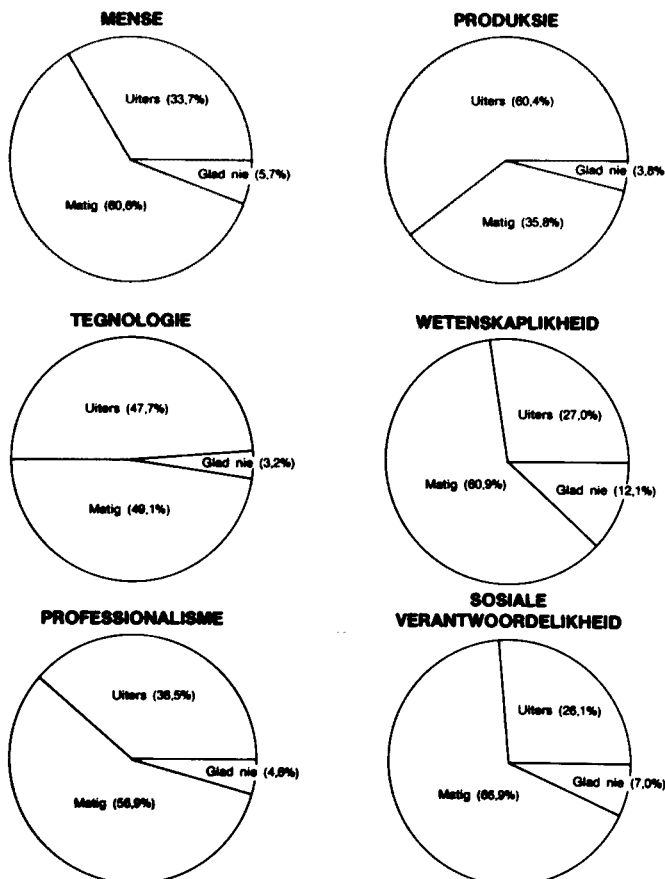 MENSE
Uiters (33,7%)
Glad nie (5,7%)
Matig (60,6%)
PRODUKSIE
Uiters (60,4%)
Glad nie (3,8%
Matig (35,8%)
TEGNOLOGIE
Uiters (47,7%)
Glad nie (3,2%)
Matig (49,1%)
WETENSKAPLIKHEID
Uiters (27,0%)
Matig (60,9%)
Glad nie (12,1%)
PROFESSIONALISME
Uiters (38,5%)
Glad nie (4,6%)
Matig (56,9%)
SOSIALE
VERANTWOORDELIKHEID
Uiters (26,1%)
Glad nie (7,0%)
Matig (66,9%)